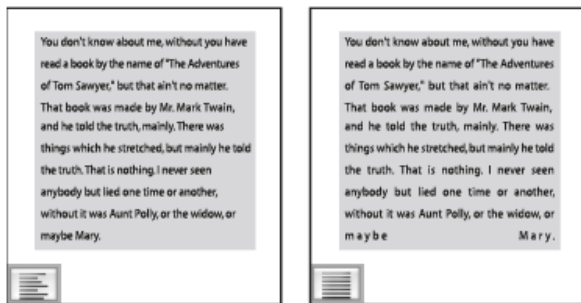 You don't know about me, without you have
read a book by the name of "The Adventures
of Tom Sawyer," but that ain't no matter.
That book was made by Mr. Mark Twain,
and he told the truth, mainly. There was
things which he stretched, but mainly he told
the truth. That is nothing. I never seen
anybody but lied one time or another,
without it was Aunt Polly, or the widow, or
maybe Mary.
You don't know about me, without you have
read a book by the name of "The Adventures
of Tom Sawyer," but that ain't no matter.
That book was made by Mr. Mark Twain,
and he told the truth, mainly. There was
things which he stretched, but mainly he told
the truth. That is nothing. I never seen
anybody but lied one time or another,
without it was Aunt Polly, or the widow, or
maybe Mary.